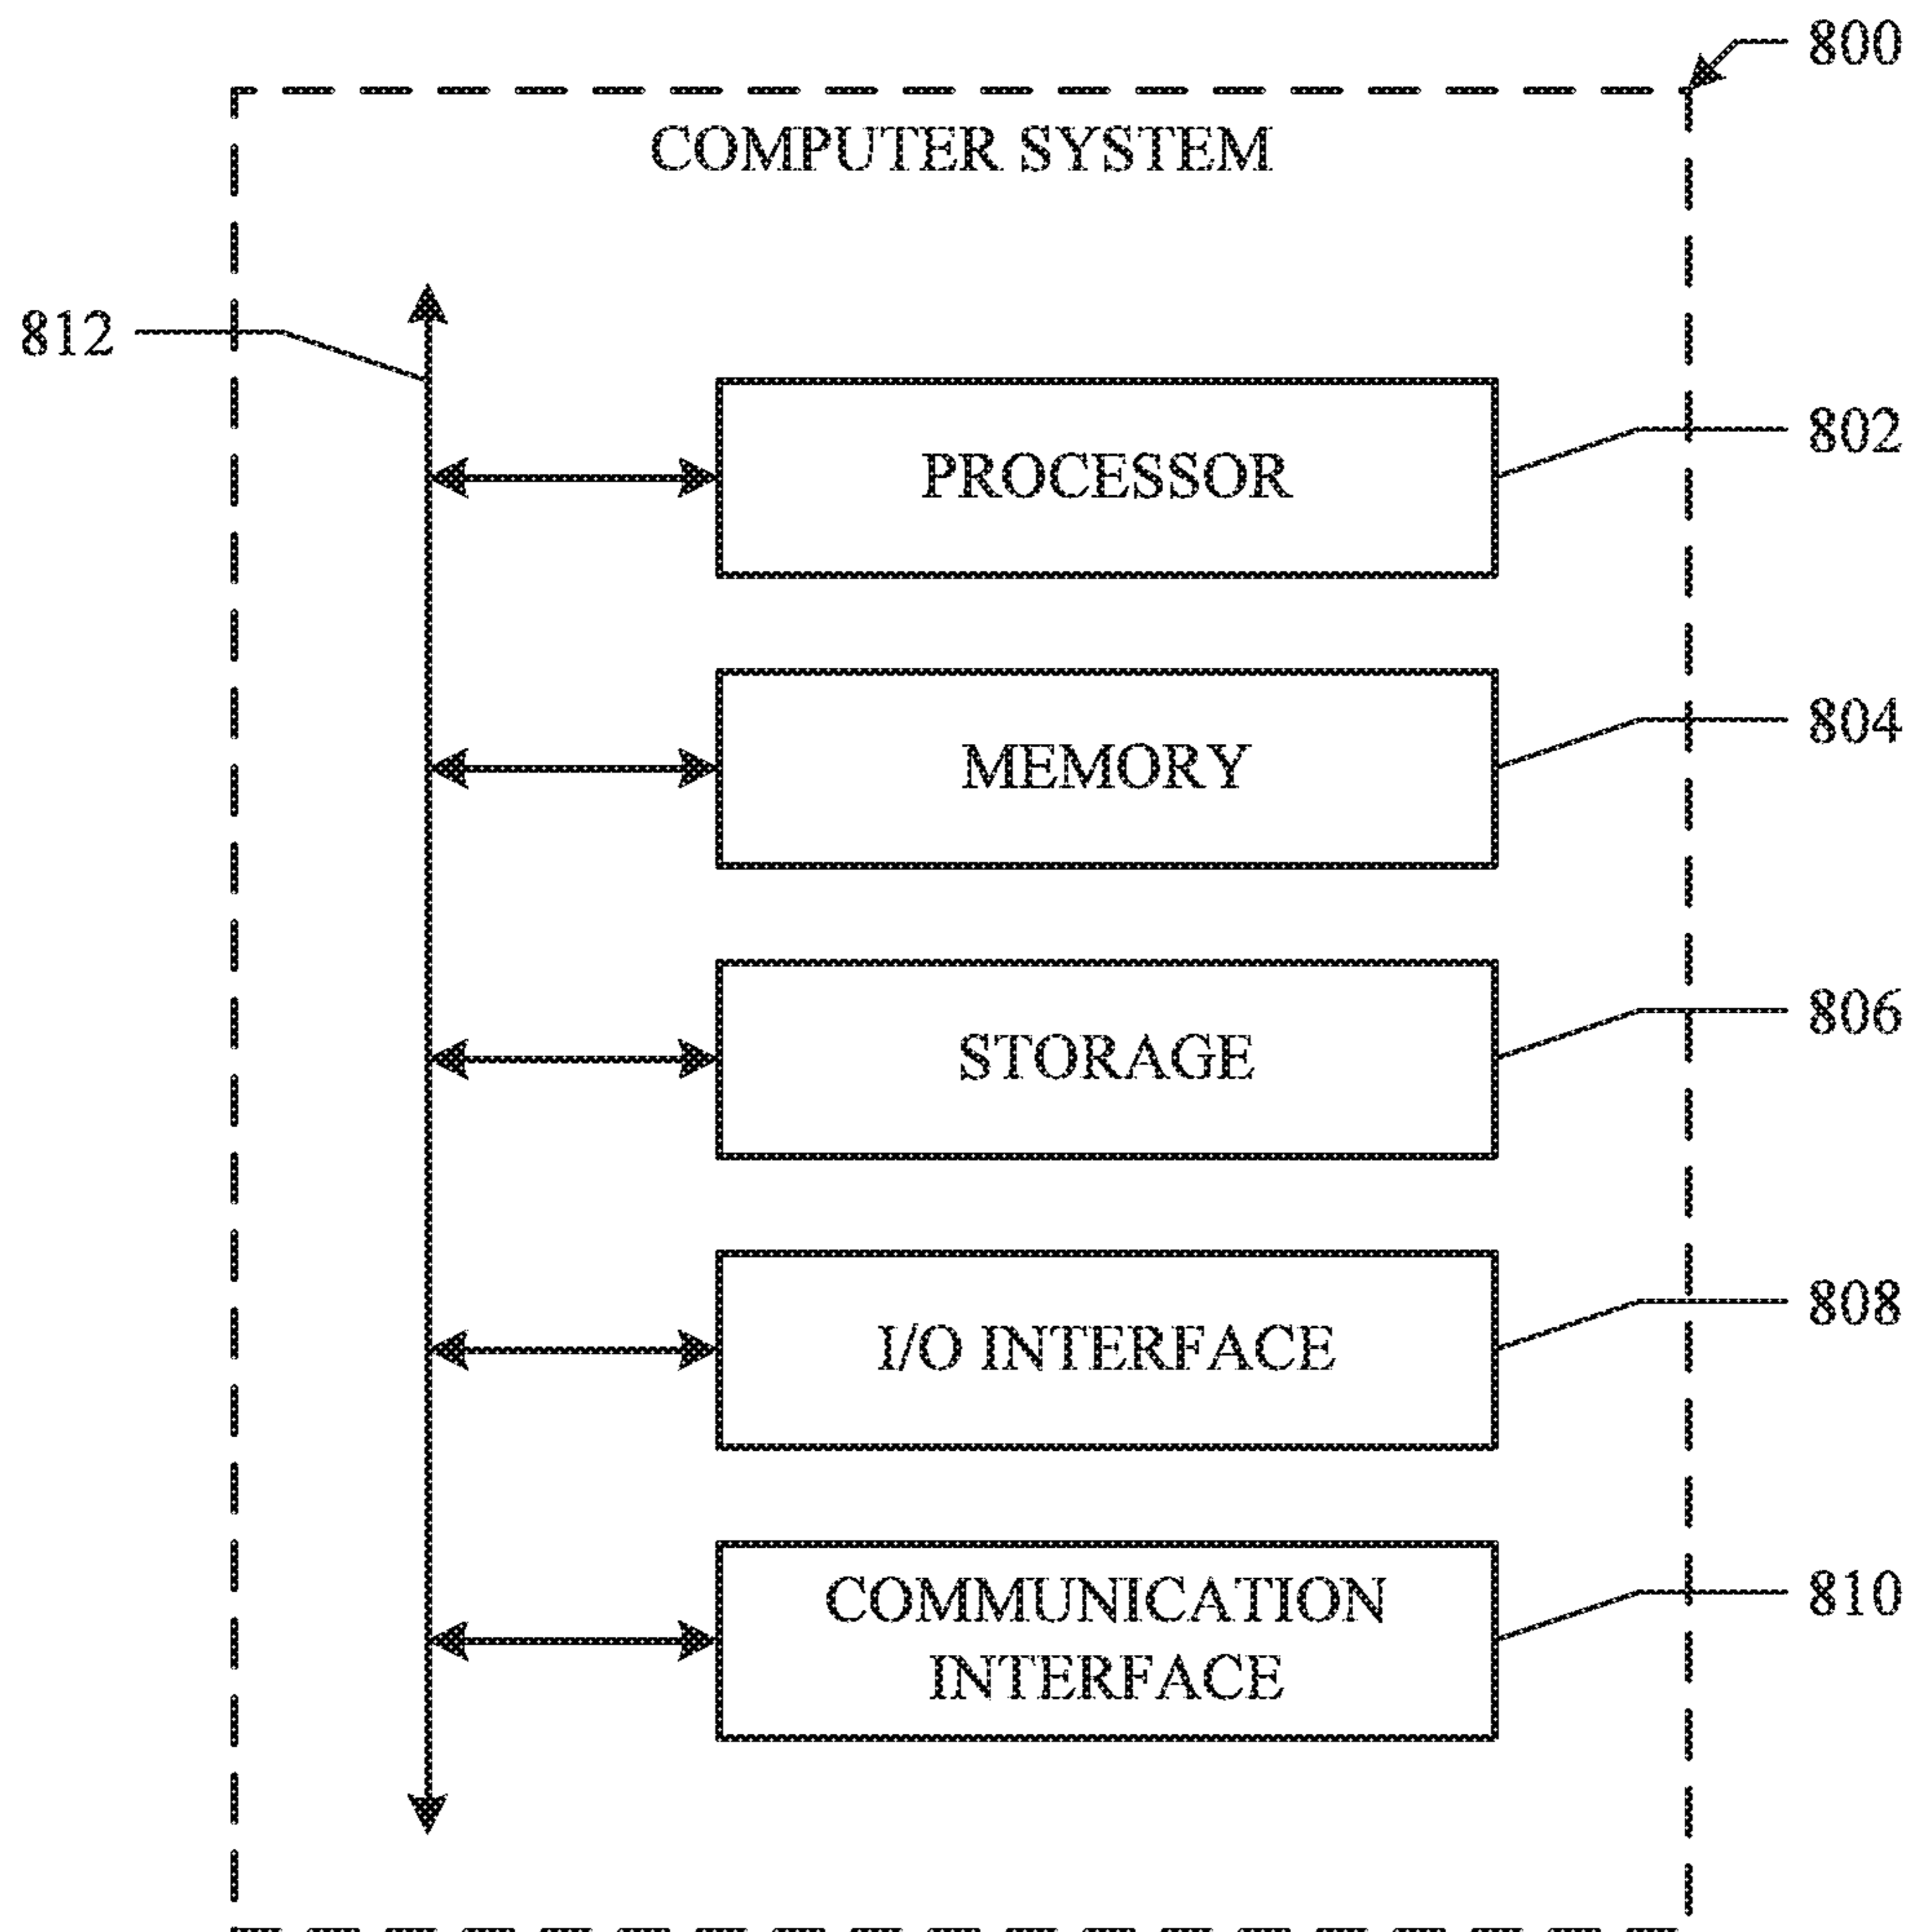 800
COMPUTER SYSTEM
812
PROCESSOR
802
MEMORY
804
STORAGE
806
I/O INTERFACE
808
COMMUNICATION
INTERFACE
810